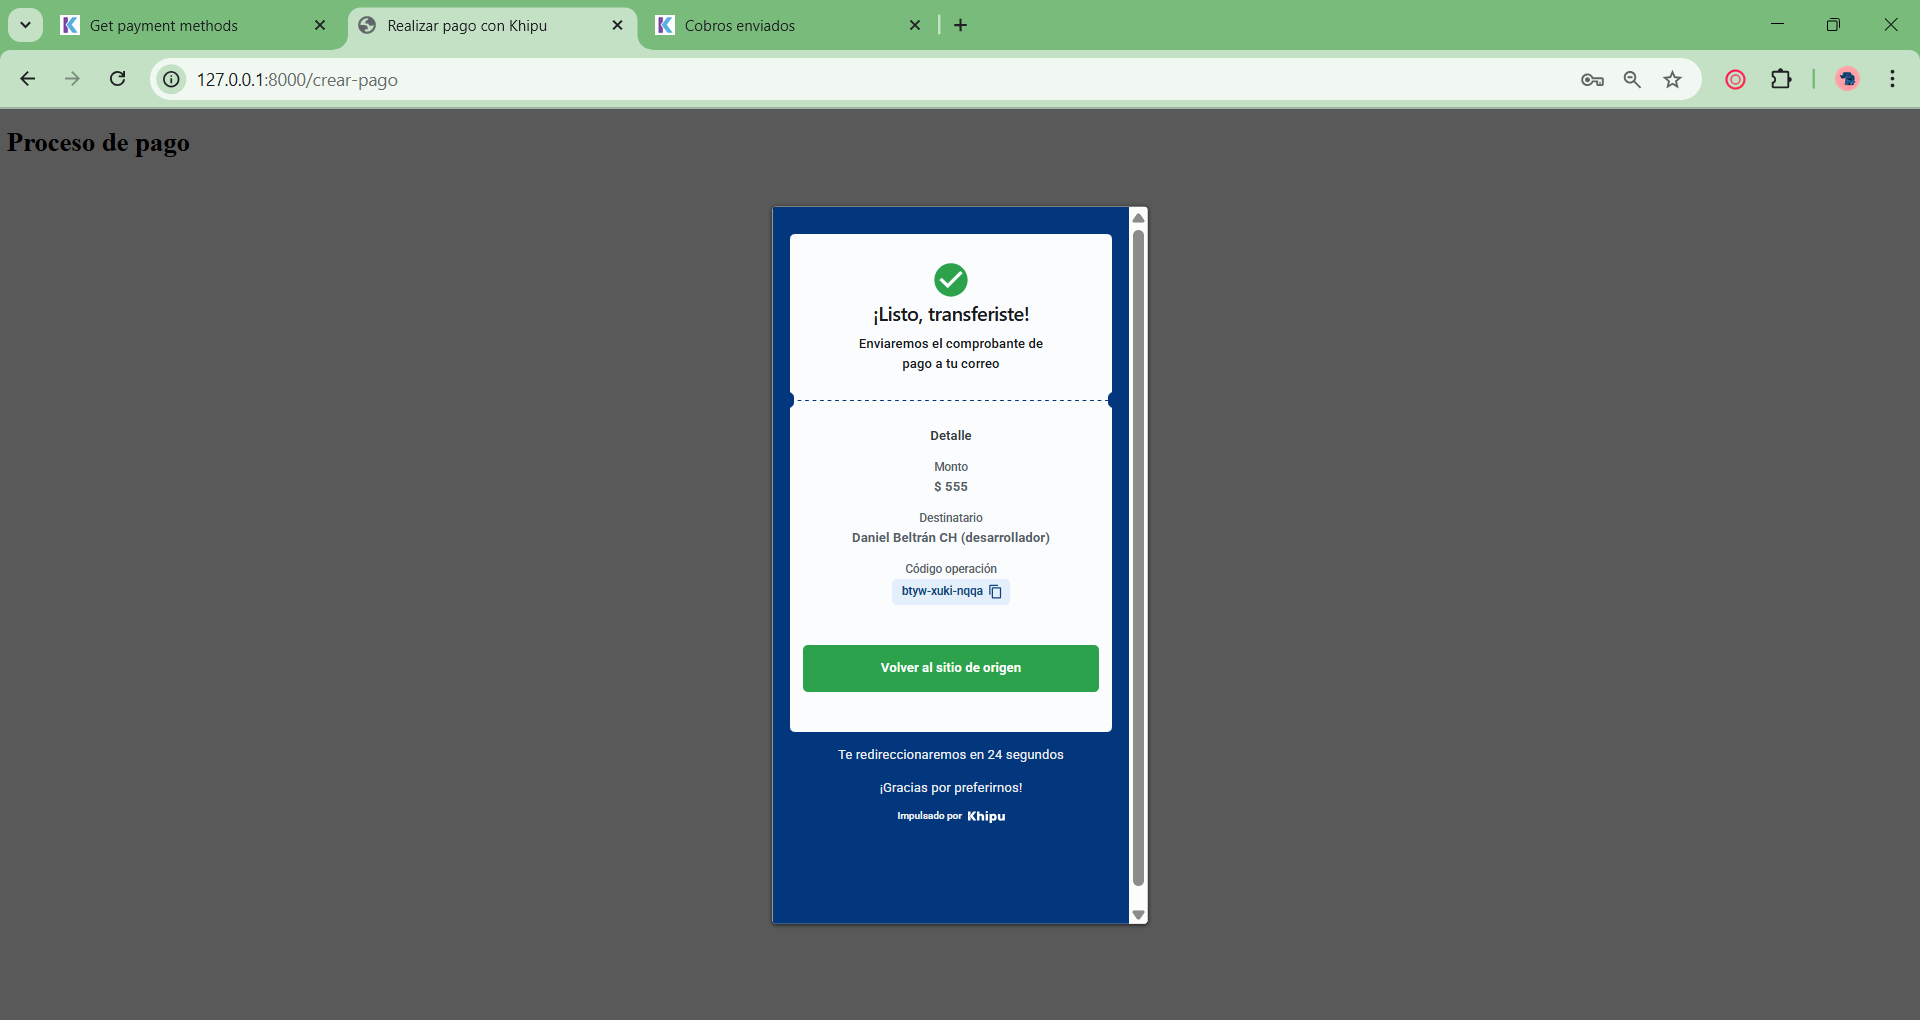 Get payment methods
Realizar pago con Khipu
Cobros enviados
127.0.0.1:8000/crear-pago
Proceso de pago
¡Listo, transferiste!
Enviaremos el comprobante de
pago a tu correo
Detalle
Monto
$ 555
Destinatario
Daniel Beltrán CH (desarrollador)
Código operación
btyw-xuki-nqqa
Volver al sitio de origen
Te redireccionaremos en 24 segundos
¡Gracias por preferirnos!
Impulsado por Khipu